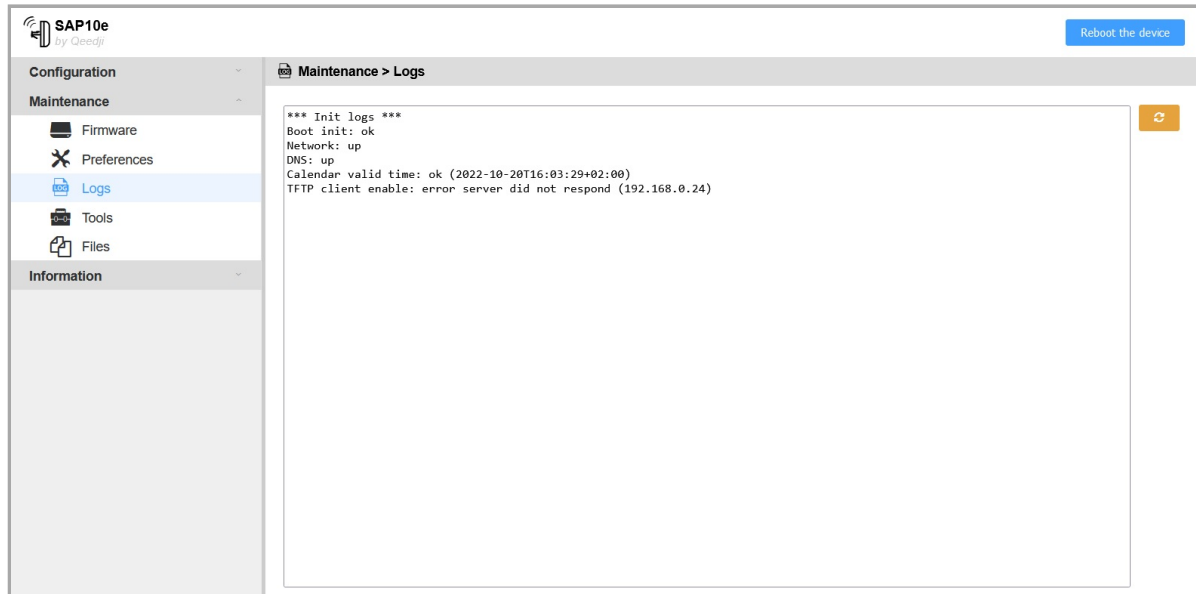 SAP10e
by Qeedji
Reboot the device
Configuration
Maintenance
Firmware
Preferences
LOG
Logs
Tools
Files
Information
LOG
Maintenance > Logs
*** Init logs ***
Boot init: ok
Network: up
DNS: up
Calendar valid time: ok (2022-10-20T16:03:29+02:00)
TFTP client enable: error server did not respond (192.168.0.24)